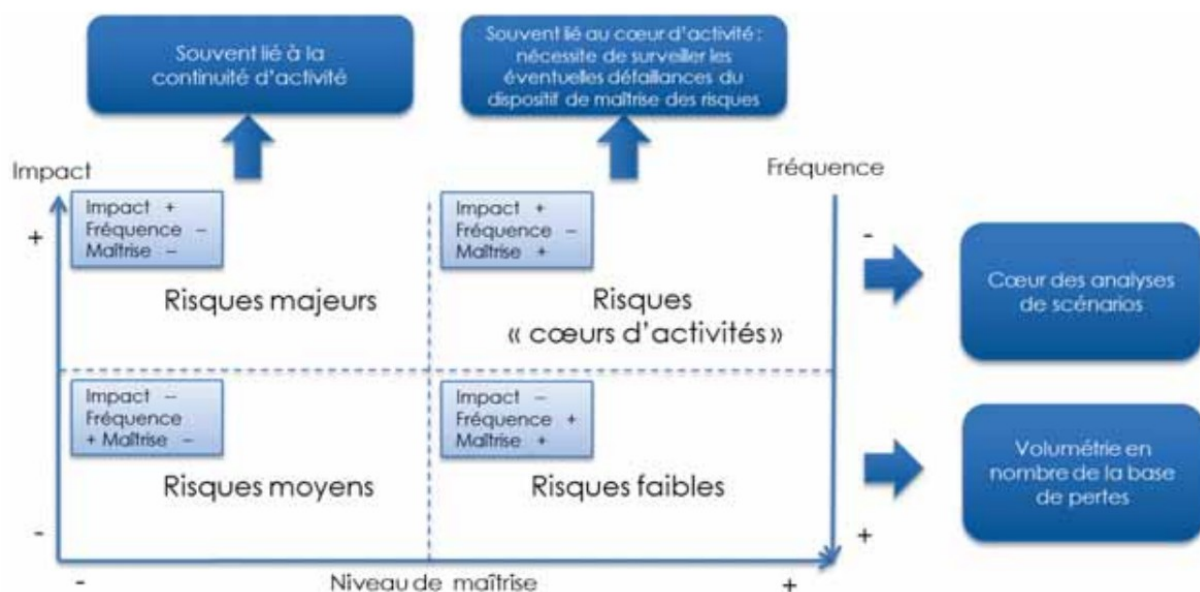 Souvent lié à la
continuité d'activité
Souvent lié au cœur d'activité :
nécessite de surveiller les
éventuelles défaillances du
dispositif de maîtrise des risques
Impact
Fréquence
+
Impact +
Fréquence –
Maîtrise –
Risques majeurs
Impact +
Fréquence –
Maîtrise +
Risques
« cœurs d'activités »
-
Cœur des analyses
de scénarios
Impact –
Fréquence
+ Maîtrise –
Risques moyens
Impact –
Fréquence +
Maîtrise +
Risques faibles
Volumétrie en
nombre de la base
de pertes
-
+
-
Niveau de maîtrise
+